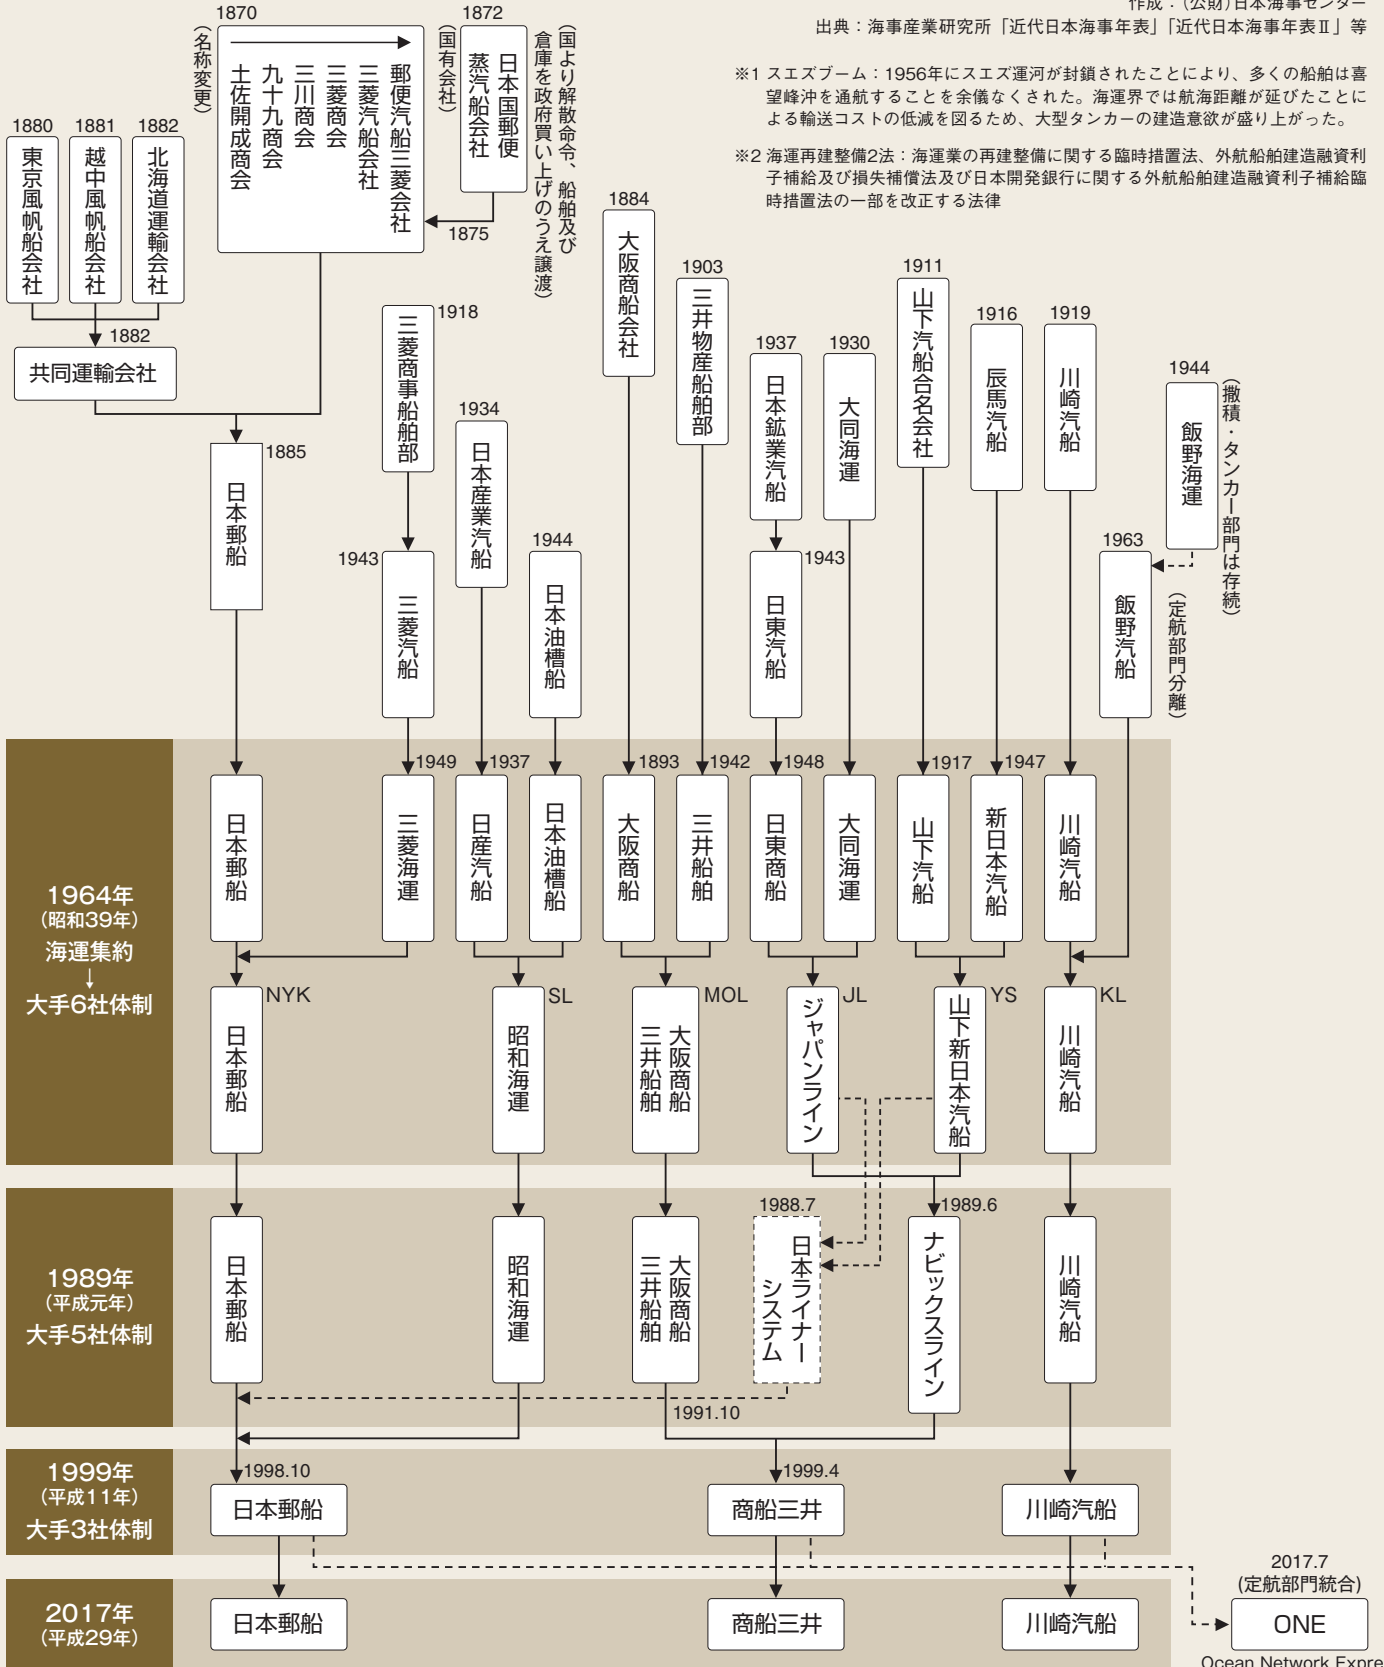 作成：(公財)日本海事センター
出典：海事産業研究所「近代日本海事年表」「近代日本海事年表Ⅱ」等
※1 スエズブーム：1956年にスエズ運河が封鎖されたことにより、多くの船舶は喜
望峰沖を通航することを余儀なくされた。海運界では航海距離が延びたことに
よる輸送コストの低減を図るため、大型タンカーの建造意欲が盛り上がった。
※2 海運再建整備2法：海運業の再建整備に関する臨時措置法、外航船舶建造融資利
子補給及び損失補償法及び日本開発銀行に関する外航船舶建造融資利子補給臨
時措置法の一部を改正する法律
1870
（名称変更）
土佐開成商会
九十九商会
三川商会
三菱商会
三菱汽船会社
郵便汽船三菱会社
1872
（国有会社）
日本国郵便
蒸汽船会社
（国より解散命令、船舶及び
倉庫を政府買い上げのうえ譲渡）
1875
1880
東京風帆船会社
1881
越中風帆船会社
1882
北海道運輸会社
1882
共同運輸会社
1885
日本郵船
1918
三菱商事船舶部
1943
三菱汽船
1934
日本産業汽船
1944
日本油槽船
1884
大阪商船会社
1903
三井物産船舶部
1937
日本鉱業汽船
1943
日東汽船
1930
大同海運
1911
山下汽船合名会社
1916
辰馬汽船
1919
川崎汽船
1944
飯野海運
（撒積・タンカー部門は存続）
1963
飯野汽船
（定航部門分離）
1964年
（昭和39年）
海運集約
↓
大手6社体制
日本郵船
1949
三菱海運
1937
日産汽船
日本油槽船
1893
大阪商船
1942
三井船舶
1948
日東商船
大同海運
1917
山下汽船
1947
新日本汽船
川崎汽船
NYK
日本郵船
SL
昭和海運
MOL
大阪商船
三井船舶
JL
ジャパンライン
YS
山下新日本汽船
KL
川崎汽船
1989年
（平成元年）
大手5社体制
日本郵船
昭和海運
大阪商船
三井船舶
1988.7
日本ライナー
システム
1989.6
ナビックスライン
川崎汽船
1991.10
1999年
（平成11年）
大手3社体制
1998.10
日本郵船
1999.4
商船三井
川崎汽船
2017年
（平成29年）
日本郵船
商船三井
川崎汽船
2017.7
(定航部門統合)
ONE
Ocean Network Expre